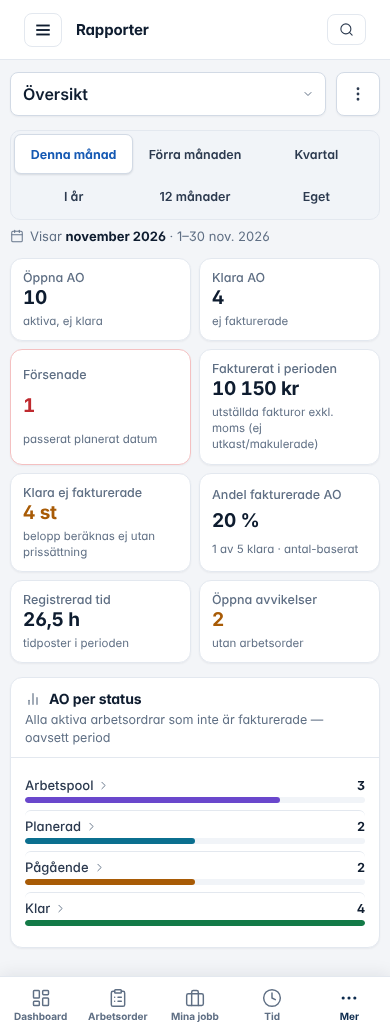 Rapporter
Översikt
Denna månad
Förra månaden
Kvartal
I år
12 månader
Eget
Visar november 2026 · 1–30 nov. 2026
Öppna AO
10
aktiva, ej klara
Klara AO
4
ej fakturerade
Försenade
1
passerat planerat datum
Fakturerat i perioden
10 150 kr
utställda fakturor exkl.
moms (ej
utkast/makulerade)
Klara ej fakturerade
4 st
belopp beräknas ej utan
prissättning
Andel fakturerade AO
20 %
1 av 5 klara · antal-baserat
Registrerad tid
26,5 h
tidposter i perioden
Öppna avvikelser
2
utan arbetsorder
AO per status
Alla aktiva arbetsordrar som inte är fakturerade —
oavsett period
Arbetspool 3
Planerad 2
Pågående 2
Klar 4
Dashboard
Arbetsorder
Mina jobb
Tid
Mer